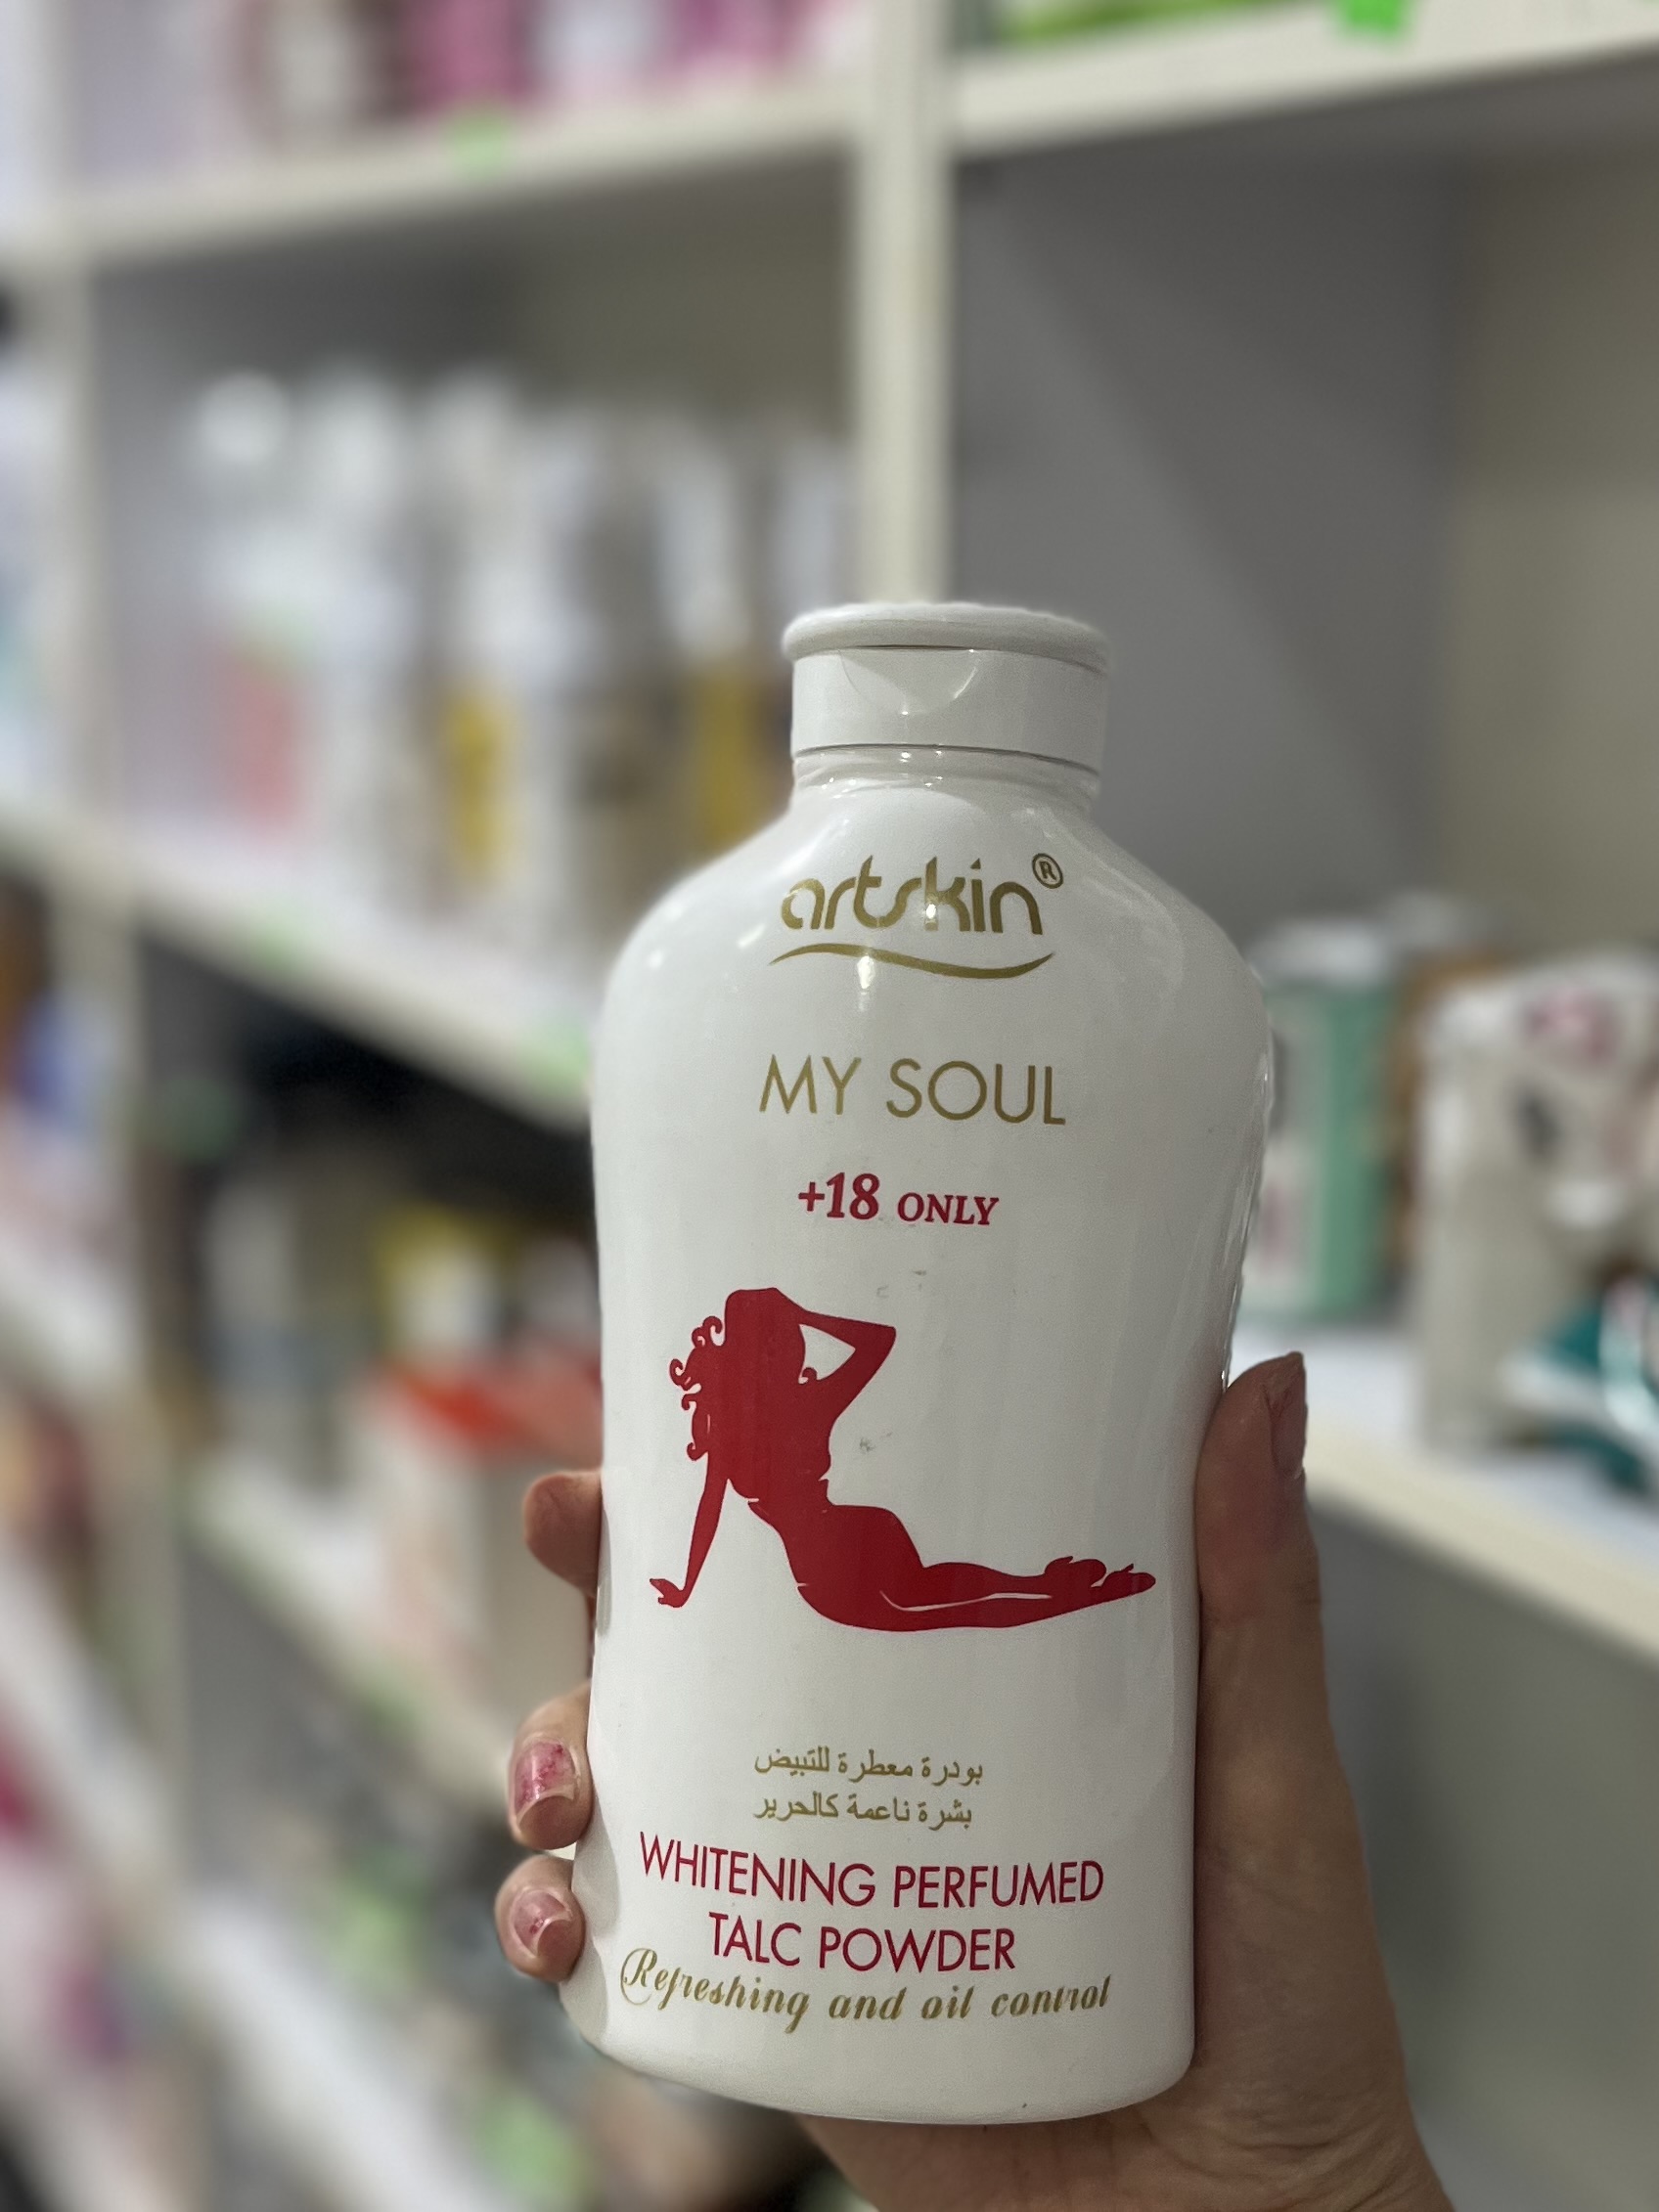 artskin®
MY SOUL
+18 ONLY
بودرة معطرة للتبيض
بشرة ناعمة كالحرير
WHITENING PERFUMED
TALC POWDER
Refreshing and oil control